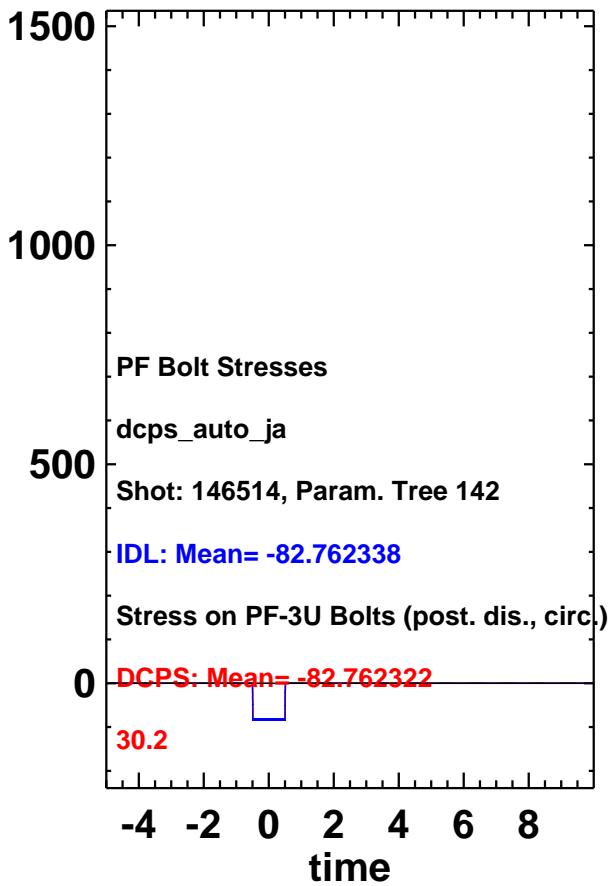 1500
1000
PF Bolt Stresses
dcps_auto_ja
500
Shot: 146514, Param. Tree 142
IDL: Mean= -82.762338
Stress on PF-3U Bolts (post. dis., circ.)
0
DCPS: Mean= -82.762322
30.2
-4 -2 0 2 4 6 8
time